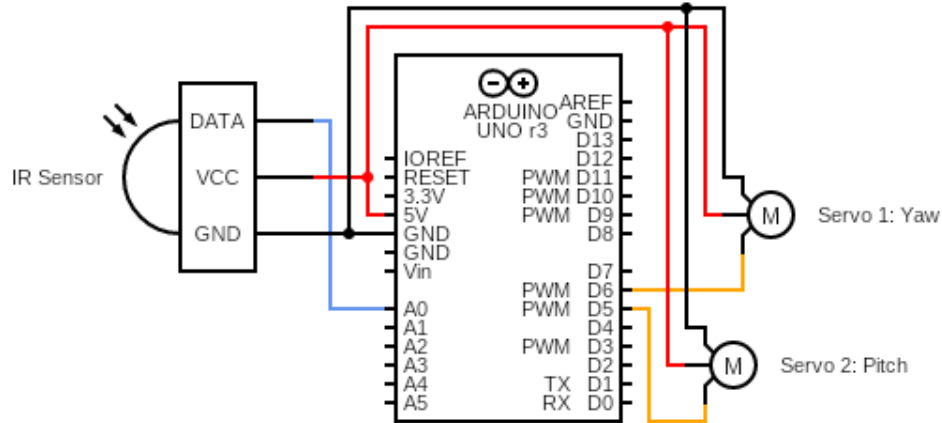 IR Sensor
DATA
VCC
GND
ARDUINO
UNO r3
IOREF
RESET
3.3V
5V
GND
GND
Vin
A0
A1
A2
A3
A4
A5
AREF
GND
D13
D12
PWM D11
PWM D10
PWM D9
D8
D7
PWM D6
PWM D5
D4
PWM D3
D2
TX D1
RX D0
M
Servo 1: Yaw
M
Servo 2: Pitch